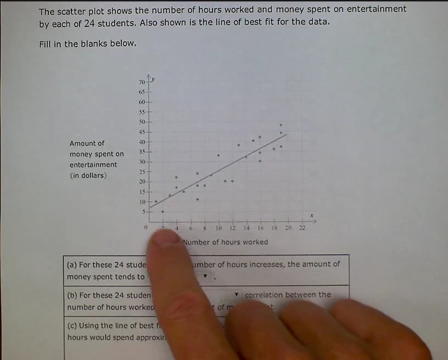 The scatter plot shows the number of hours worked and money spent on entertainment
by each of 24 students. Also shown is the line of best fit for the data.
Fill in the blanks below.
y
70
65
60
55
50
45
40
35
30
25
20
15
10
5
0
4 6 8 10 12 14 16 18 20 22
x
Amount of
money spent on
entertainment
(in dollars)
Number of hours worked
(a) For these 24 stude umber of hours increases, the amount of
money spent tends to
(b) For these 24 studen correlation between the
number of hours worked t of m
(c) Using the line of best f
hours would spend approxi